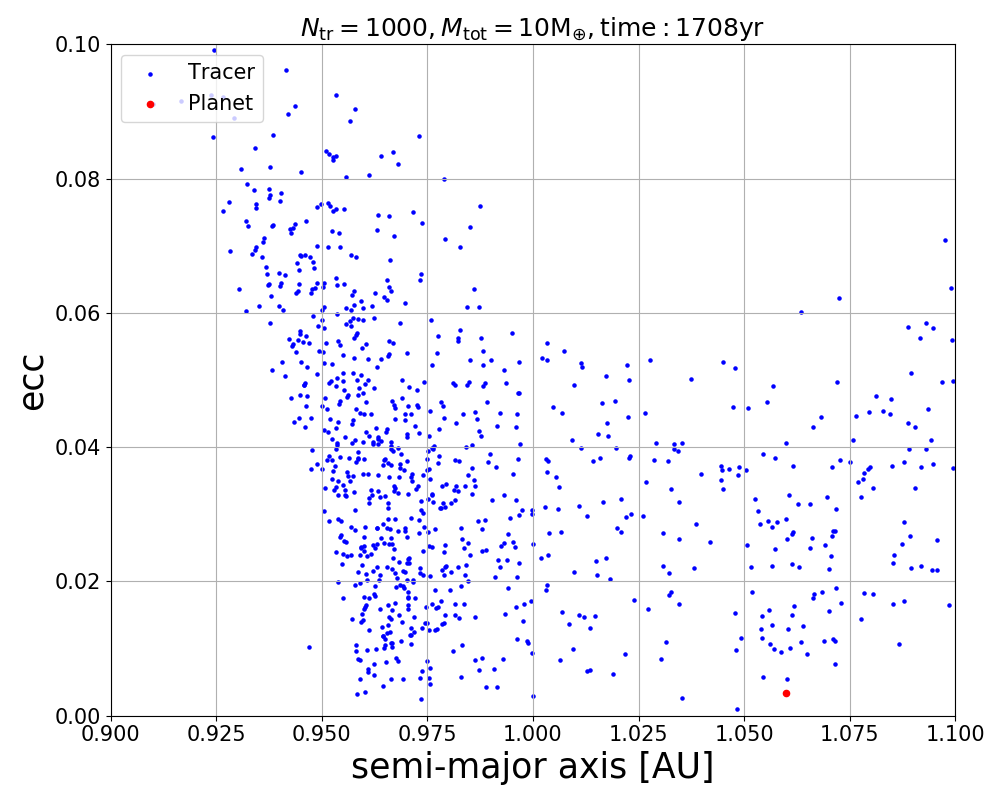 N_tr = 1000, M_tot = 10M_⊕, time : 1708yr
Tracer
Planet
ecc
0.10
0.08
0.06
0.04
0.02
0.00
0.900 0.925 0.950 0.975 1.000 1.025 1.050 1.075 1.100
semi-major axis [AU]